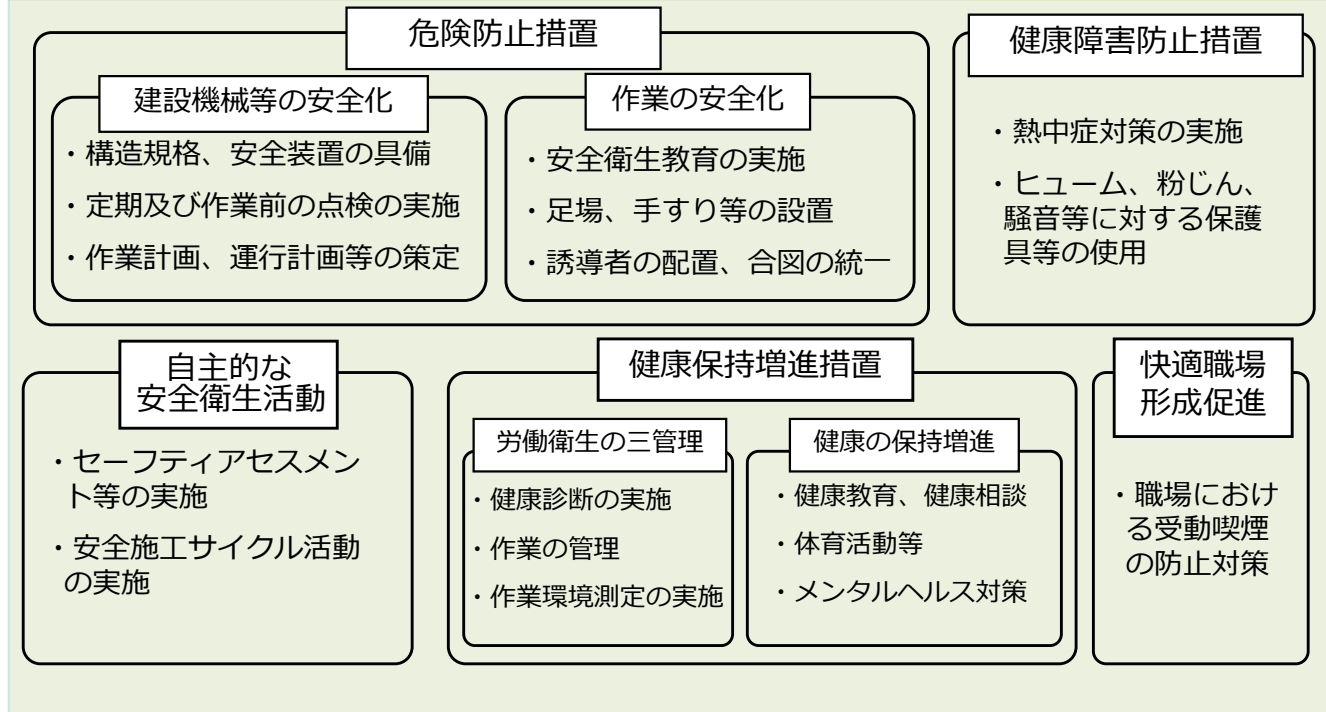 危険防止措置
建設機械等の安全化
・構造規格、安全装置の具備
・定期及び作業前の点検の実施
・作業計画、運行計画等の策定
作業の安全化
・安全衛生教育の実施
・足場、手すり等の設置
・誘導者の配置、合図の統一
健康障害防止措置
・熱中症対策の実施
・ヒューム、粉じん、
騒音等に対する保護
具等の使用
自主的な
安全衛生活動
・セーフティアセスメン
ト等の実施
・安全施工サイクル活動
の実施
健康保持増進措置
労働衛生の三管理
・健康診断の実施
・作業の管理
・作業環境測定の実施
健康の保持増進
・健康教育、健康相談
・体育活動等
・メンタルヘルス対策
快適職場
形成促進
・職場におけ
る受動喫煙
の防止対策